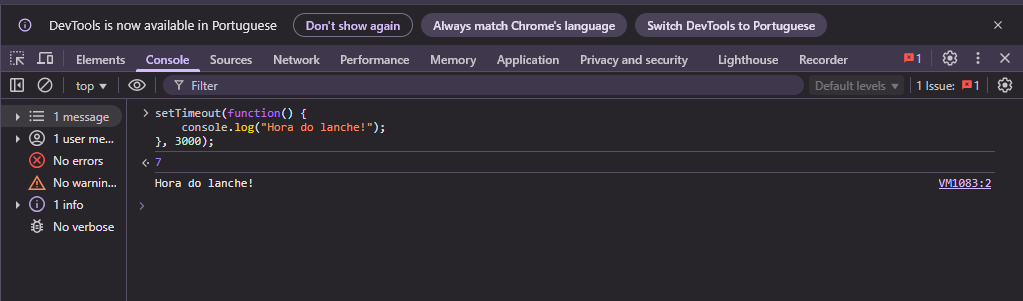 DevTools is now available in Portuguese Don't show again Always match Chrome's language Switch DevTools to Portuguese
Elements Console Sources Network Performance Memory Application Privacy and security Lighthouse Recorder 1
top Filter Default levels 1 Issue: 1
1 message
1 user me...
No errors
No warnin...
1 info
No verbose
setTimeout(function() {
console.log("Hora do lanche!");
}, 3000);
7
Hora do lanche! VM1083:2